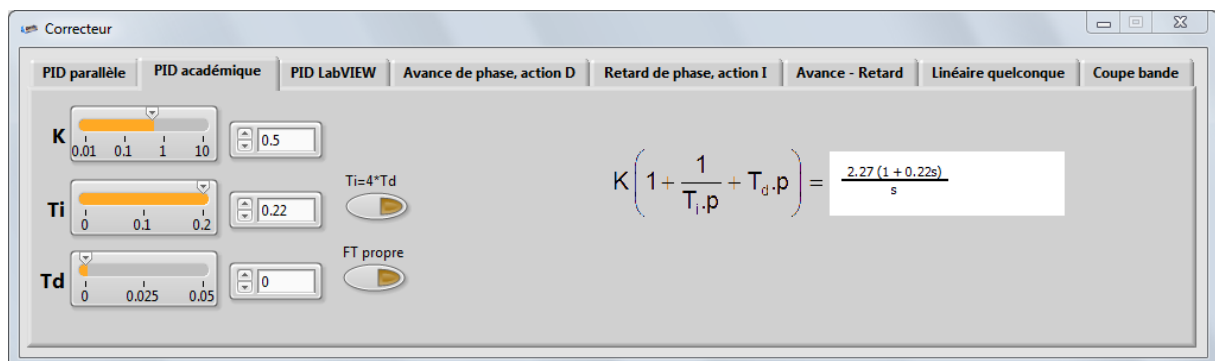 Correcteur
PID parallèle PID académique PID LabVIEW Avance de phase, action D Retard de phase, action I Avance - Retard Linéaire quelconque Coupe bande
K
0.01 0.1 1 10
0.5
Ti
0 0.1 0.2
0.22
Ti=4*Td
Td
0 0.025 0.05
0
FT propre
K(1+1/Ti.p+Td.p)=
2.27 (1 + 0.22s)
s